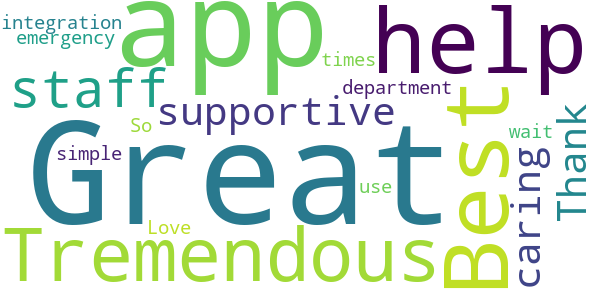 integration
emergency
app
help
times
staff
department
supportive
So
Great
Best
Thank
wait
caring
simple
use
Love
Tremendous